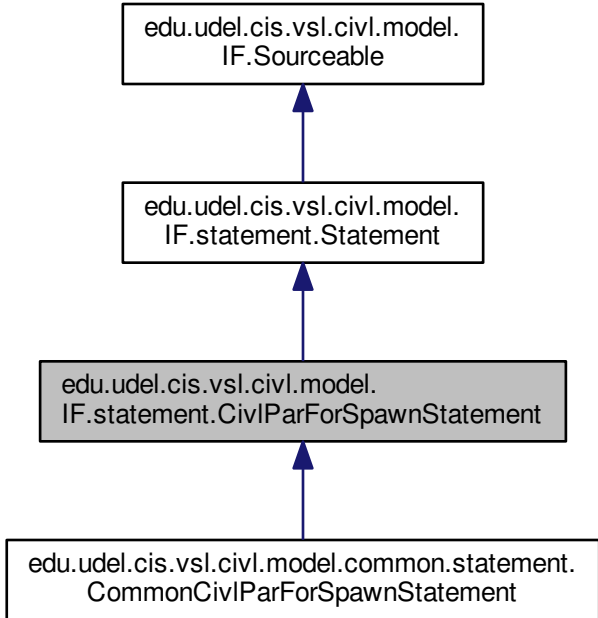 edu.udel.cis.vsl.civl.model.
IF.Sourceable
edu.udel.cis.vsl.civl.model.
IF.statement.Statement
edu.udel.cis.vsl.civl.model.
IF.statement.CivlParForSpawnStatement
edu.udel.cis.vsl.civl.model.common.statement.
CommonCivlParForSpawnStatement